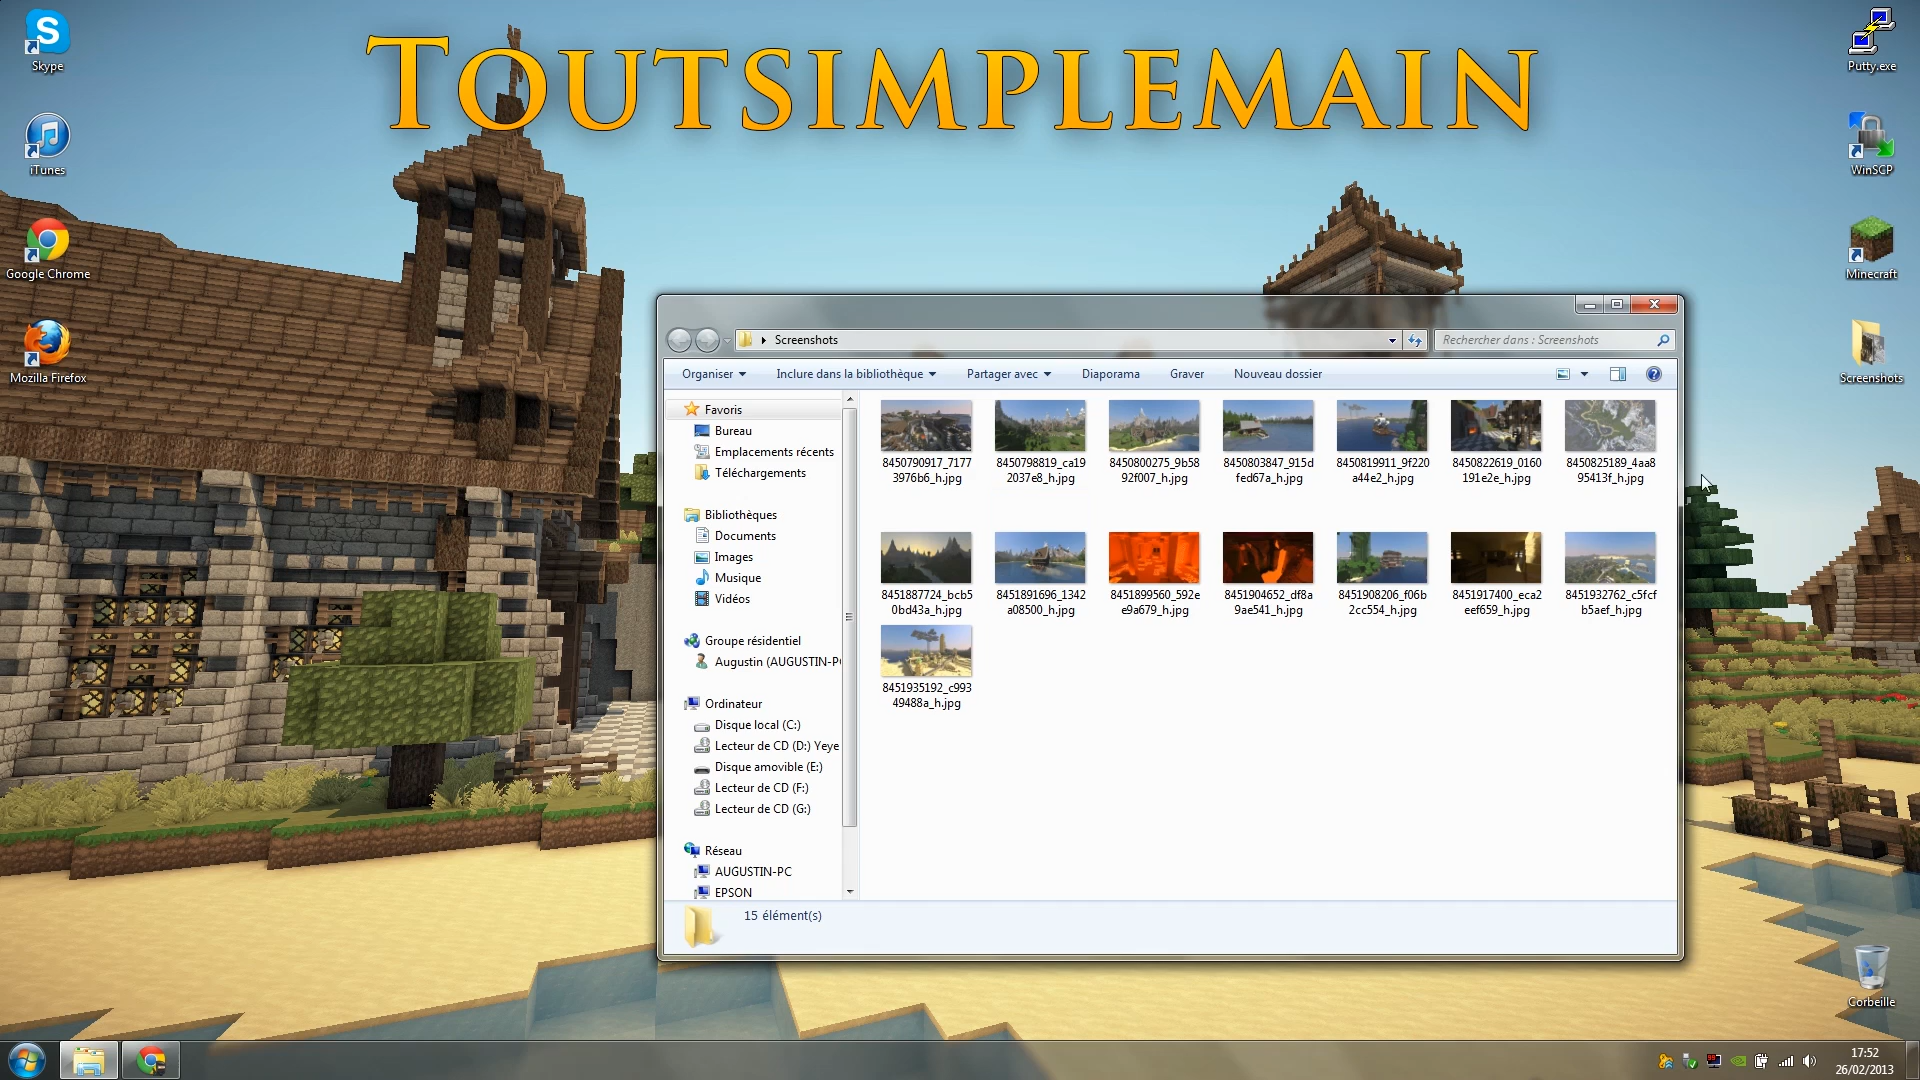 Toutsimplemain
Skype
iTunes
Google Chrome
Mozilla Firefox
Putty.exe
WinSCP
Minecraft
Screenshots
Corbeille
Screenshots
Rechercher dans : Screenshots
Organiser
Inclure dans la bibliothèque
Partager avec
Diaporama
Graver
Nouveau dossier
Favoris
Bureau
Emplacements récents
Téléchargements
Bibliothèques
Documents
Images
Musique
Vidéos
Groupe résidentiel
Augustin (AUGUSTIN-P
Ordinateur
Disque local (C:)
Lecteur de CD (D:) Yeye
Disque amovible (E:)
Lecteur de CD (F:)
Lecteur de CD (G:)
Réseau
AUGUSTIN-PC
EPSON
8450790917_7177
3976b6_h.jpg
8450798819_ca19
2037e8_h.jpg
8450800275_9b58
92f007_h.jpg
8450803847_915d
fed67a_h.jpg
8450819911_9f220
a44e2_h.jpg
8450822619_0160
191e2e_h.jpg
8450825189_4aa8
95413f_h.jpg
8451887724_bcb5
0bd43a_h.jpg
8451891696_1342
a08500_h.jpg
8451899560_592e
e9a679_h.jpg
8451904652_df8a
9ae541_h.jpg
8451908206_f06b
2cc554_h.jpg
8451917400_eca2
eef659_h.jpg
8451932762_c5fcf
b5aef_h.jpg
8451935192_c993
49488a_h.jpg
15 élément(s)
17:52
26/02/2013